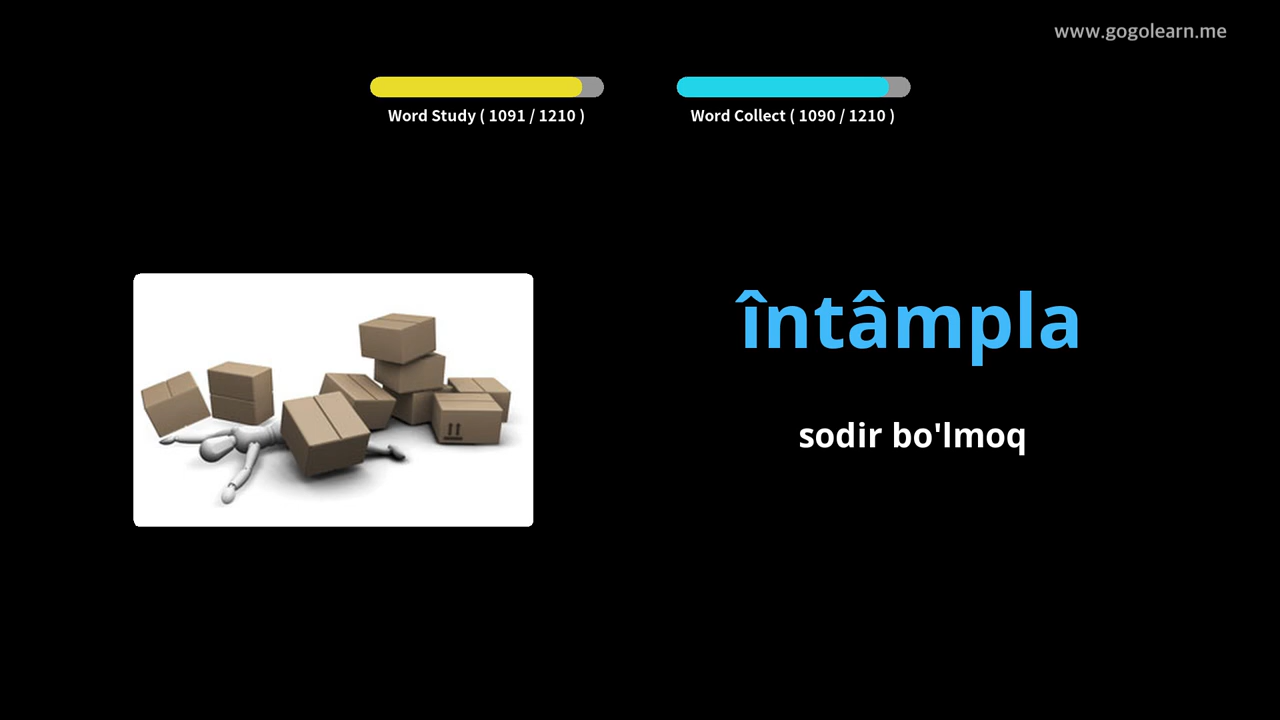 www.gogolearn.me
Word Study ( 1091 / 1210 )
Word Collect ( 1090 / 1210 )
întâmpla
sodir bo'lmoq